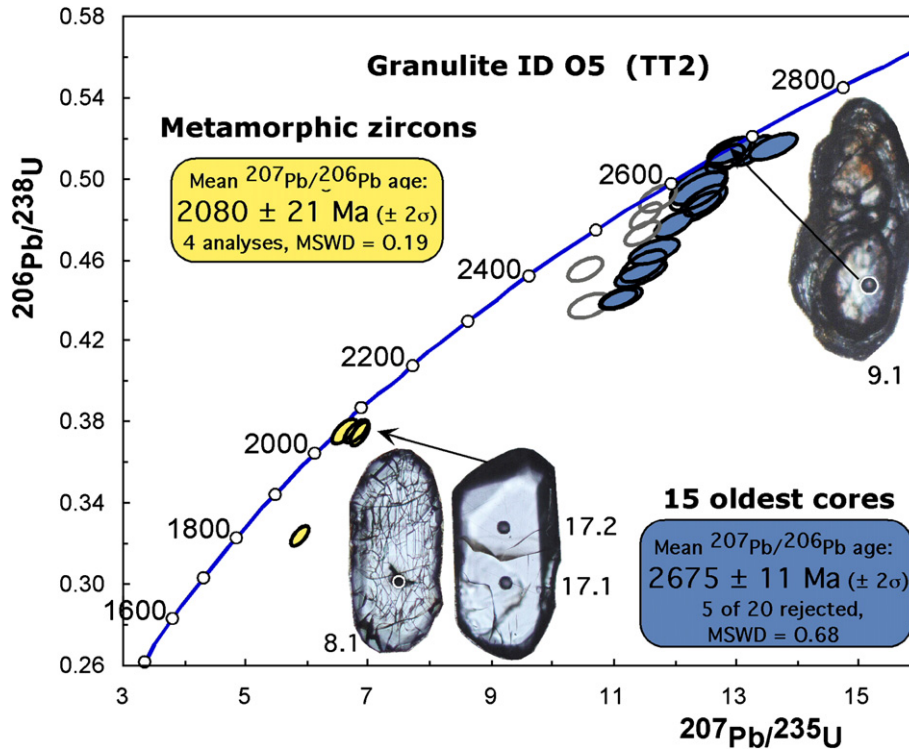 Granulite ID O5 (TT2)
Metamorphic zircons
Mean ²⁰⁷Pb/²⁰⁶Pb age:
2080 ± 21 Ma (± 2σ)
4 analyses, MSWD = 0.19
15 oldest cores
Mean ²⁰⁷Pb/²⁰⁶Pb age:
2675 ± 11 Ma (± 2σ)
5 of 20 rejected,
MSWD = 0.68
²⁰⁶Pb/²³⁸U
0.58
0.54
0.50
0.46
0.42
0.38
0.34
0.30
0.26
3 5 7 9 11 13 15
²⁰⁷Pb/²³⁵U
2800
2600
2400
2200
2000
1800
1600
9.1
17.2
17.1
8.1